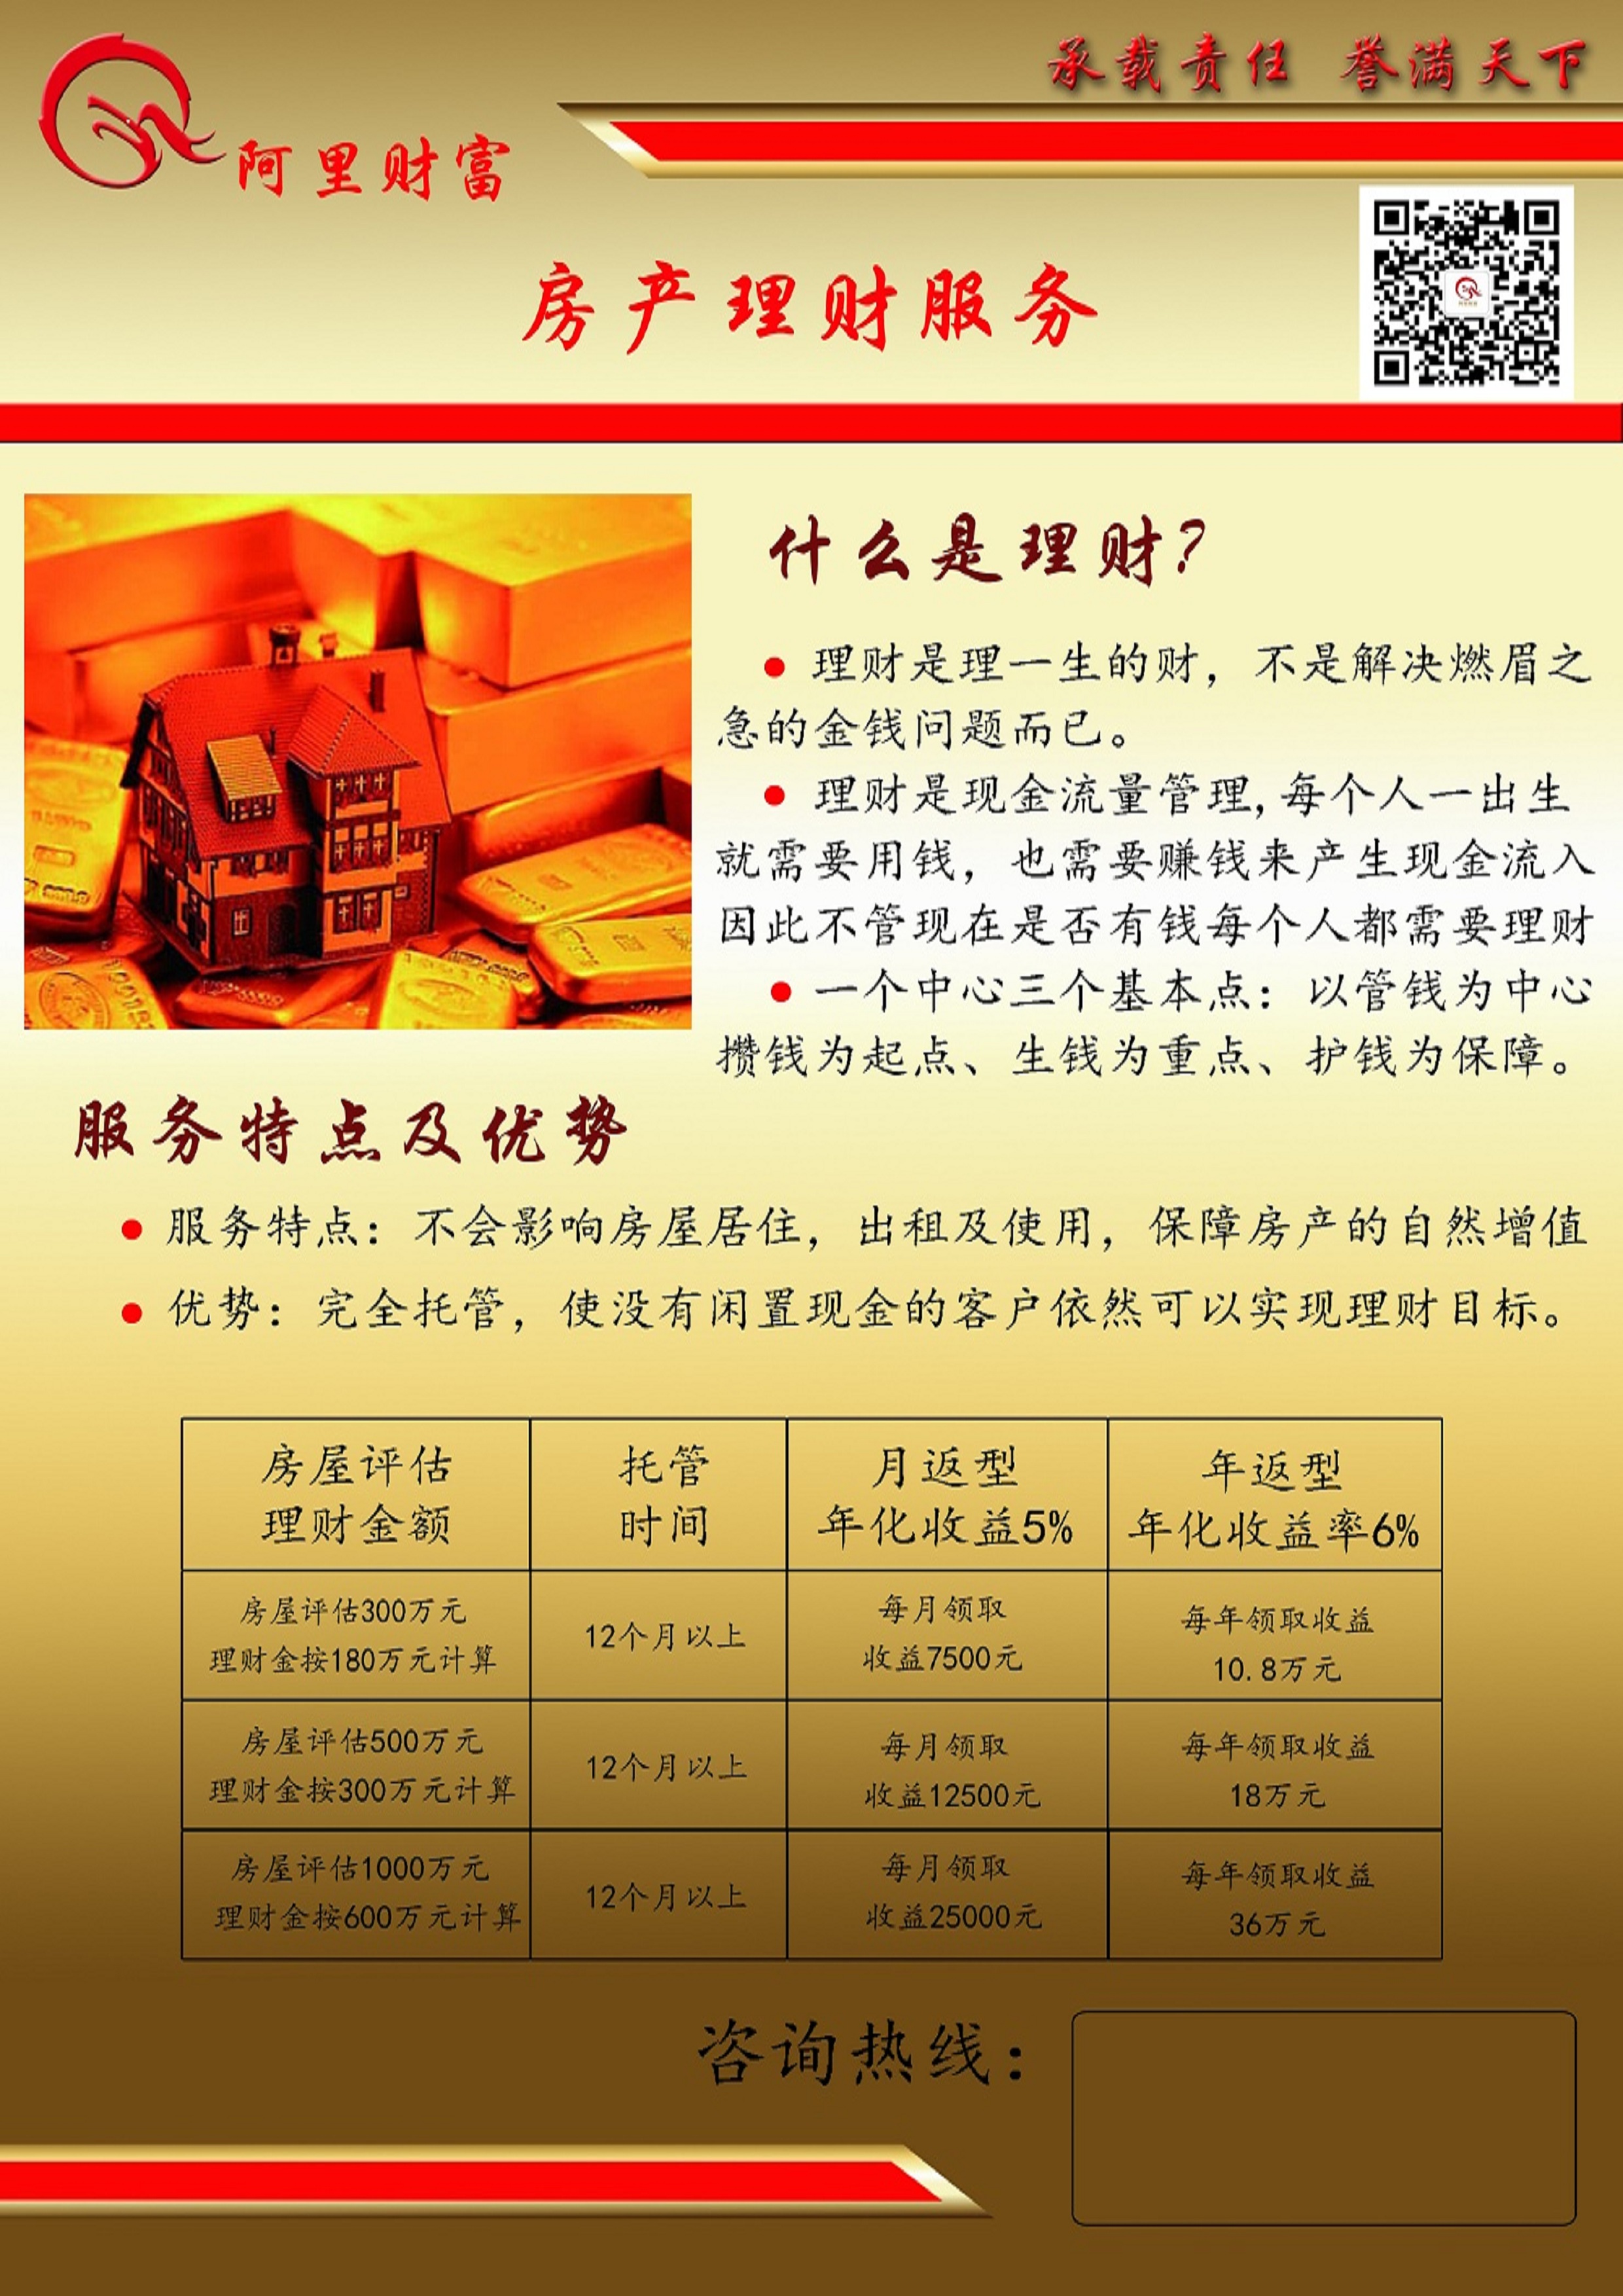 承载责任 誉满天下
阿里财富
房产理财服务
什么是理财?
● 理财是理一生的财，不是解决燃眉之
急的金钱问题而已。
● 理财是现金流量管理,每个人一出生
就需要用钱，也需要赚钱来产生现金流入
因此不管现在是否有钱每个人都需要理财
● 一个中心三个基本点：以管钱为中心
攒钱为起点、生钱为重点、护钱为保障。
服务特点及优势
● 服务特点：不会影响房屋居住，出租及使用，保障房产的自然增值
● 优势：完全托管，使没有闲置现金的客户依然可以实现理财目标。
房屋评估
理财金额
托管
时间
月返型
年化收益5%
年返型
年化收益率6%
房屋评估300万元
理财金按180万元计算
12个月以上
每月领取
收益7500元
每年领取收益
10.8万元
房屋评估500万元
理财金按300万元计算
12个月以上
每月领取
收益12500元
每年领取收益
18万元
房屋评估1000万元
理财金按600万元计算
12个月以上
每月领取
收益25000元
每年领取收益
36万元
咨询热线：